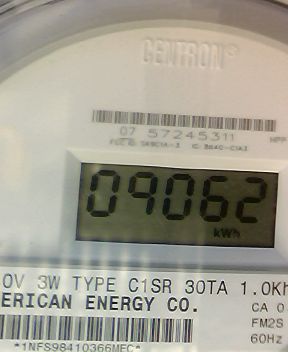 CENTRON®
07 57245311
09062
kWh
0V 3W TYPE C1SR 30TA 1.0Kh
ERICAN ENERGY CO.
CA 0
FM2S
60Hz
*1NFS98410366MEC*